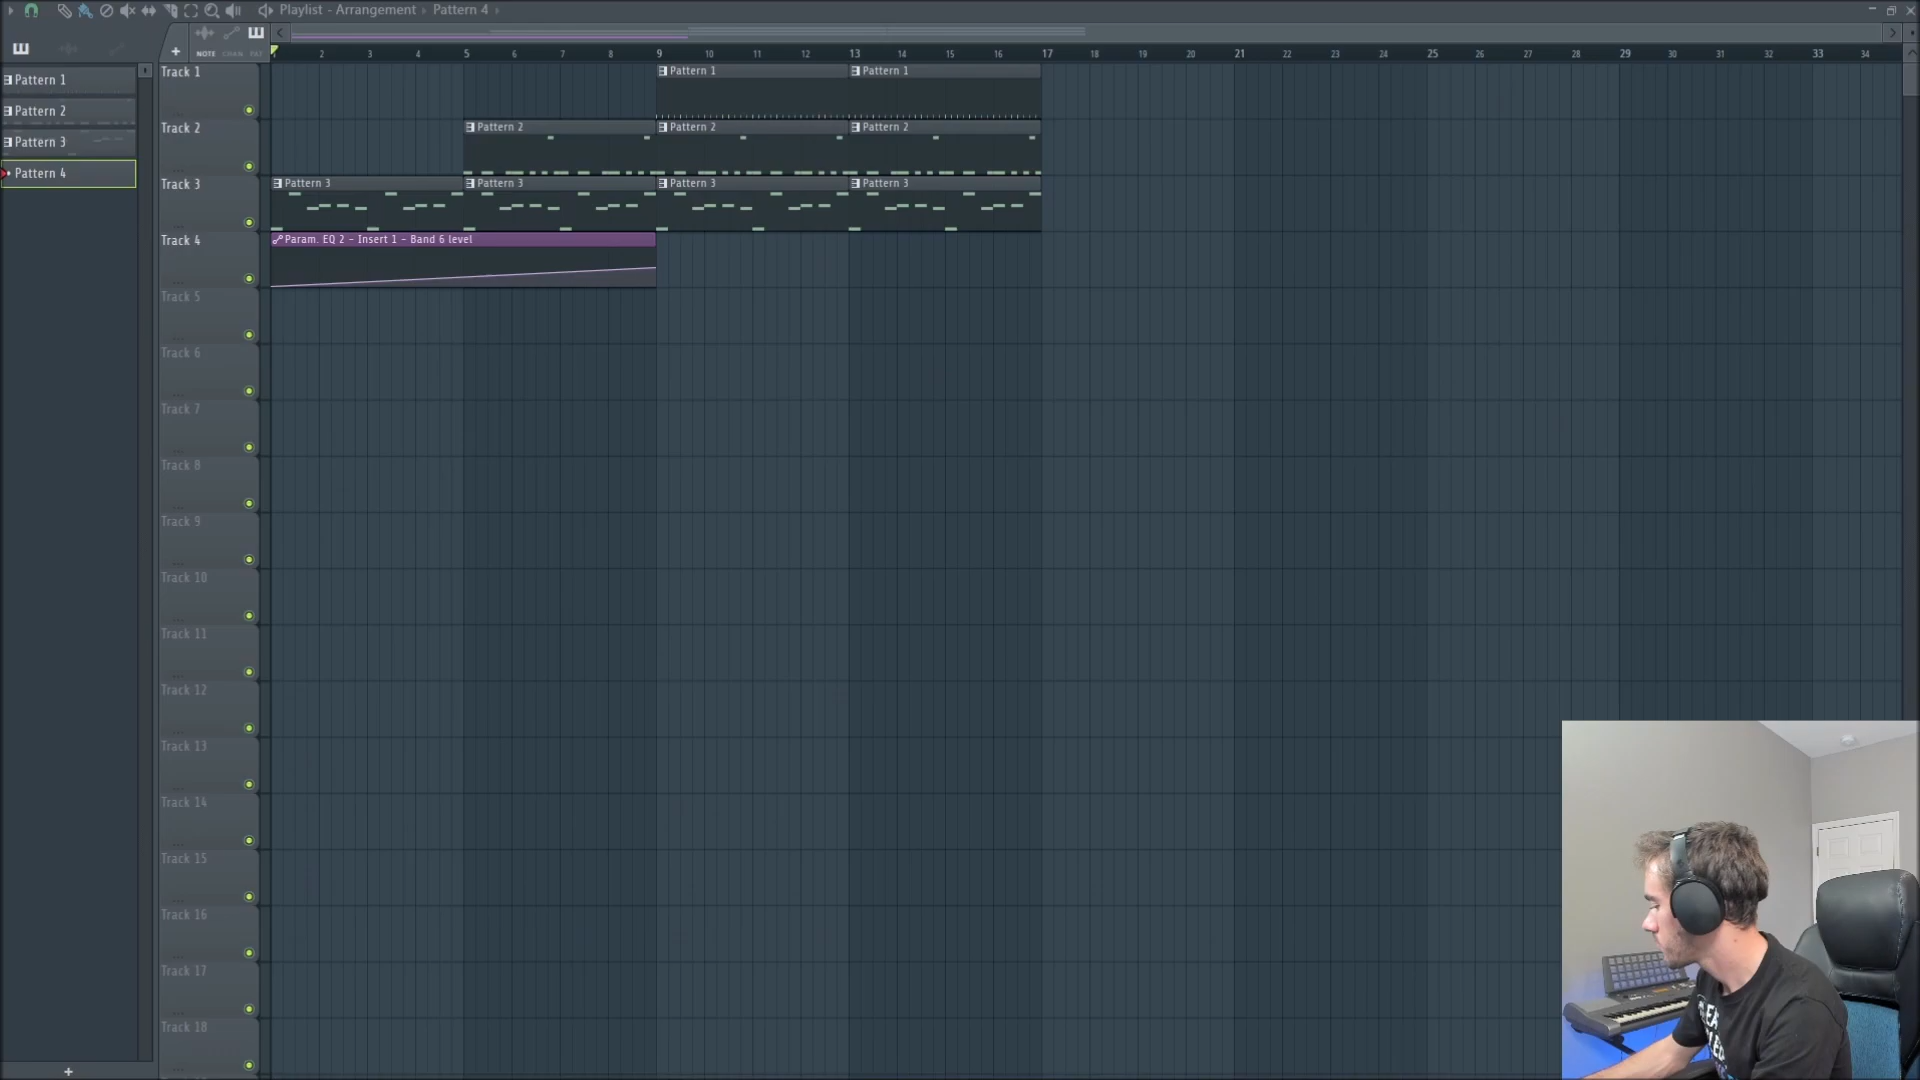 Playlist - Arrangement › Pattern 4 ›
NOTE CHAN PAT
2 3 4 5 6 7 8 9 10 11 12 13 14 15 16 17 18 19 20 21 22 23 24 25 26 27 28 29 30 31 32 33 34
Pattern 1
Pattern 2
Pattern 3
Pattern 4
Track 1
Pattern 1 Pattern 1
Track 2
Pattern 2 Pattern 2 Pattern 2
Track 3
Pattern 3 Pattern 3 Pattern 3 Pattern 3
Track 4
Param. EQ 2 - Insert 1 - Band 6 level
Track 5
Track 6
Track 7
Track 8
Track 9
Track 10
Track 11
Track 12
Track 13
Track 14
Track 15
Track 16
Track 17
Track 18